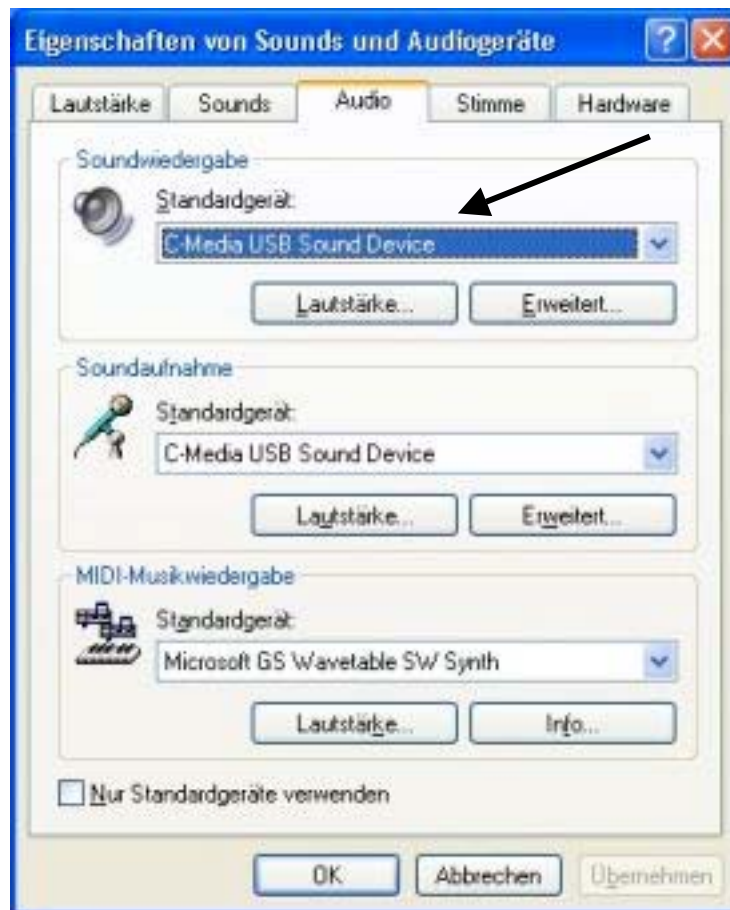 Eigenschaften von Sounds und Audiogeräte
Lautstärke Sounds Audio Stimme Hardware
Soundwiedergabe
Standardgerät:
C-Media USB Sound Device
Lautstärke... Erweitert...
Soundaufnahme
Standardgerät:
C-Media USB Sound Device
Lautstärke... Erweitert...
MIDI-Musikwiedergabe
Standardgerät:
Microsoft GS Wavetable SW Synth
Lautstärke... Info...
Nur Standardgeräte verwenden
OK Abbrechen Übernehmen